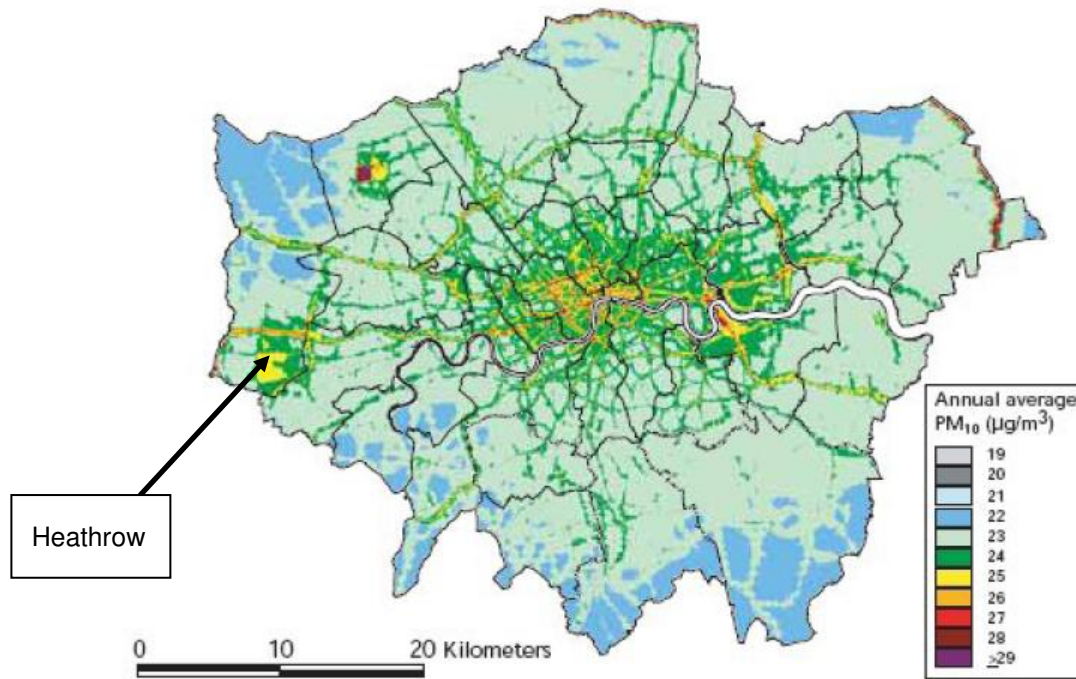 Heathrow
0 10 20 Kilometers
Annual average
PM₁₀ (µg/m³)
19
20
21
22
23
24
25
26
27
28
≥29